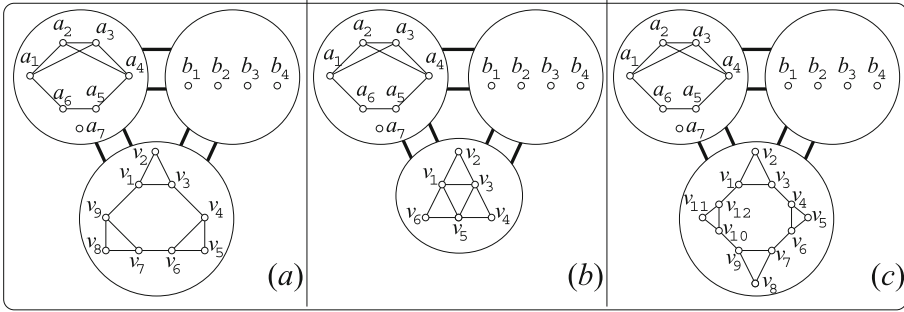 a2 a3
a1 a4
a6 a5
a7
b1 b2 b3 b4
v2
v1 v3
v9 v4
v8 v7 v6 v5
(a)
a2 a3
a1 a4
a6 a5
a7
b1 b2 b3 b4
v2
v1 v3
v6 v5 v4
(b)
a2 a3
a1 a4
a6 a5
a7
b1 b2 b3 b4
v2
v1 v3
v11 v12 v4 v5
v10 v6
v9 v7
v8
(c)